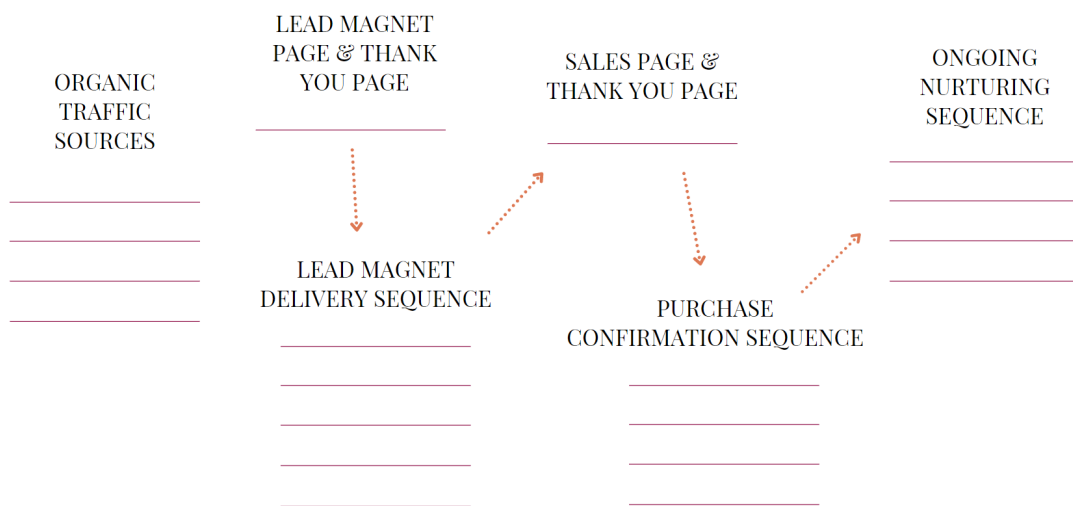 ORGANIC
TRAFFIC
SOURCES
LEAD MAGNET
PAGE & THANK
YOU PAGE
LEAD MAGNET
DELIVERY SEQUENCE
SALES PAGE &
THANK YOU PAGE
PURCHASE
CONFIRMATION SEQUENCE
ONGOING
NURTURING
SEQUENCE